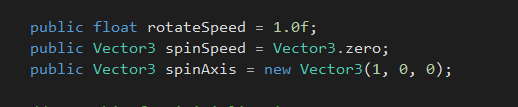 public float rotateSpeed = 1.0f;
public Vector3 spinSpeed = Vector3.zero;
public Vector3 spinAxis = new Vector3(1, 0, 0);